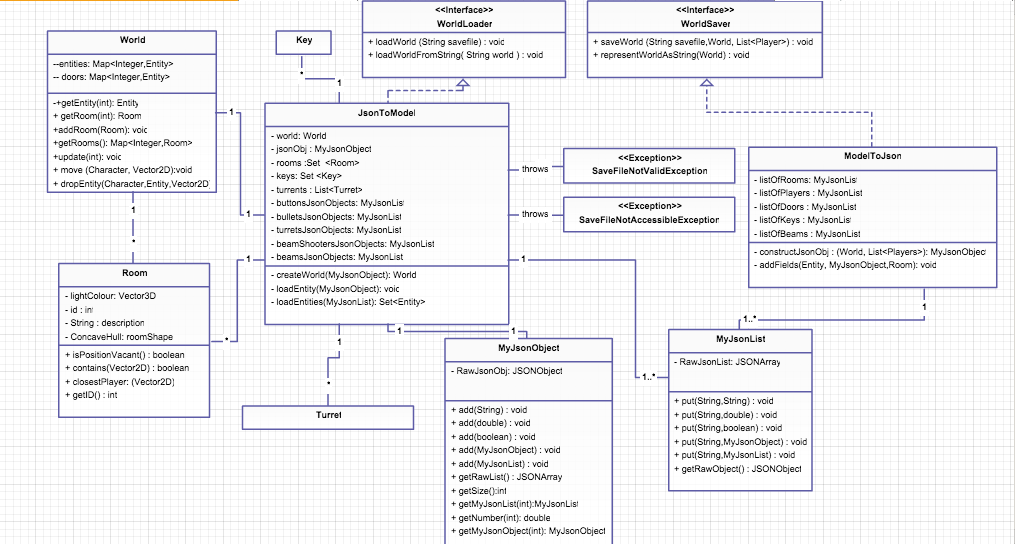 World
--entities: Map<Integer,Entity>
-- doors: Map<Integer,Entity>
-+getEntity(int): Entity
+ getRoom(int): Room
+addRoom(Room): void
+getRooms(): Map<Integer,Room>
+update(int): void
+ move (Character, Vector2D):void
+ dropEntity(Character,Entity,Vector2D)
Key
<<Interface>>
WorldLoader
+ loadWorld (String savefile) : void
+ loadWorldFromString( String world ) : void
<<Interface>>
WorldSaver
+ saveWorld (String savefile,World, List<Player>) : void
+ representWorldAsString(World) : void
*
1
JsonToModel
- world: World
- jsonObj : MyJsonObject
- rooms :Set <Room>
- keys: Set <Key>
- turrents : List<Turret>
- buttonsJsonObjects: MyJsonList
- bulletsJsonObjects: MyJsonList
- turretsJsonObjects: MyJsonList
- beamShootersJsonObjects: MyJsonList
- beamsJsonObjects: MyJsonList
- createWorld(MyJsonObject): World
- loadEntity(MyJsonObject): void
- loadEntities(MyJsonList): Set<Entity>
1
1
throws
<<Exception>>
SaveFileNotValidException
throws
<<Exception>>
SaveFileNotAccessibleException
ModelToJson
- listOfRooms: MyJsonList
- listOfPlayers : MyJsonList
- listOfDoors : MyJsonList
- listOfKeys : MyJsonList
- listOfBeams : MyJsonList
- constructJsonObj : (World, List<Players>): MyJsonObject
- addFields(Entity, MyJsonObject,Room): void
1
*
Room
- lightColour: Vector3D
- id : int
- String : description
- ConcaveHull: roomShape
+ isPositionVacant() : boolean
+ contains(Vector2D) : boolean
+ closestPlayer: (Vector2D)
+ getID() : int
1
*
1
1
1..*
1
1..*
1
*
Turret
1
1
MyJsonObject
- RawJsonObj: JSONObject
+ add(String) : void
+ add(double) : void
+ add(boolean) : void
+ add(MyJsonObject) : void
+ add(MyJsonList) : void
+ getRawList() : JSONArray
+ getSize():int
+ getMyJsonList(int):MyJsonList
+ getNumber(int): double
+ getMyJsonObject(int): MyJsonObject
MyJsonList
- RawJsonList: JSONArray
+ put(String,String) : void
+ put(String,double) : void
+ put(String,boolean) : void
+ put(String,MyJsonObject) : void
+ put(String,MyJsonList) : void
+ getRawObject() : JSONObject